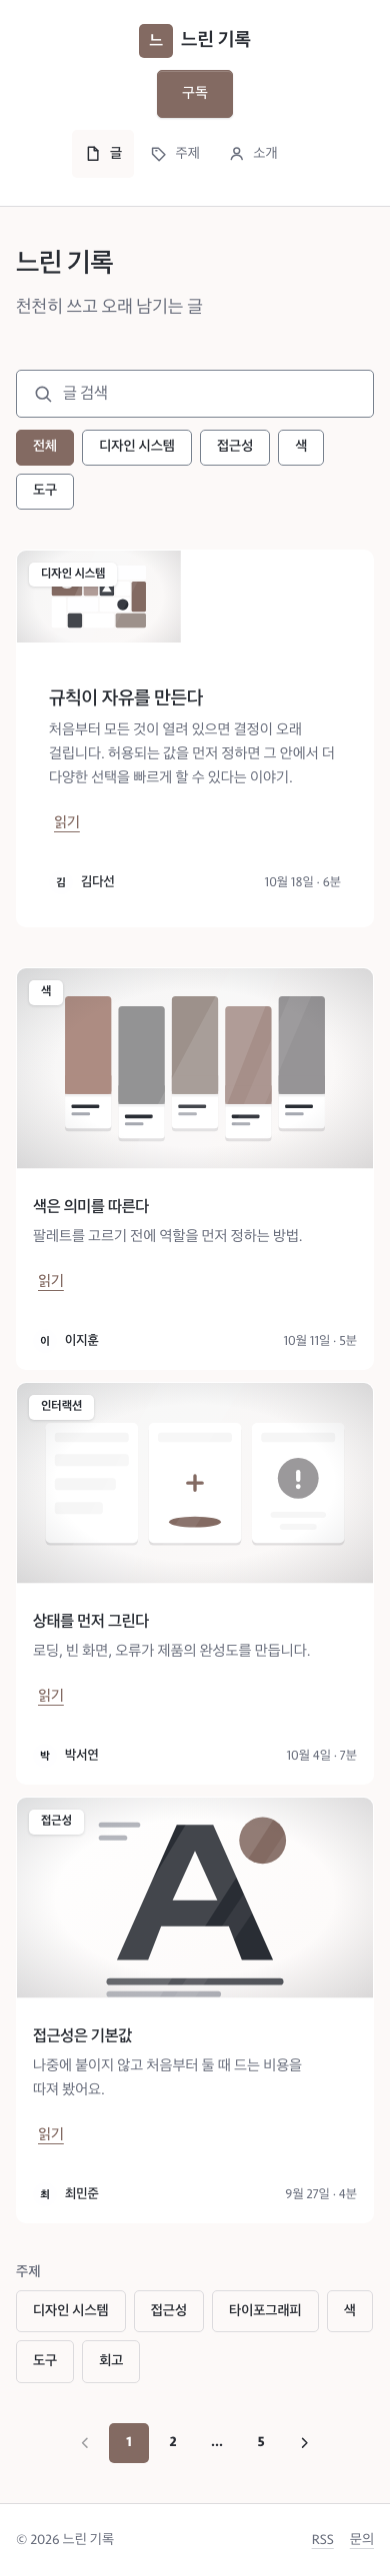 느 느린 기록
구독
글 주제 소개
느린 기록
천천히 쓰고 오래 남기는 글
글 검색
전체 디자인 시스템 접근성 색
도구
디자인 시스템
규칙이 자유를 만든다
처음부터 모든 것이 열려 있으면 결정이 오래
걸립니다. 허용되는 값을 먼저 정하면 그 안에서 더
다양한 선택을 빠르게 할 수 있다는 이야기.
읽기
김 김다선 10월 18일 · 6분
색
색은 의미를 따른다
팔레트를 고르기 전에 역할을 먼저 정하는 방법.
읽기
이 이지훈 10월 11일 · 5분
인터랙션
상태를 먼저 그린다
로딩, 빈 화면, 오류가 제품의 완성도를 만듭니다.
읽기
박 박서연 10월 4일 · 7분
접근성
A
접근성은 기본값
나중에 붙이지 않고 처음부터 둘 때 드는 비용을
따져 봤어요.
읽기
최 최민준 9월 27일 · 4분
주제
디자인 시스템 접근성 타이포그래피 색
도구 회고
1 2 … 5
© 2026 느린 기록 RSS 문의